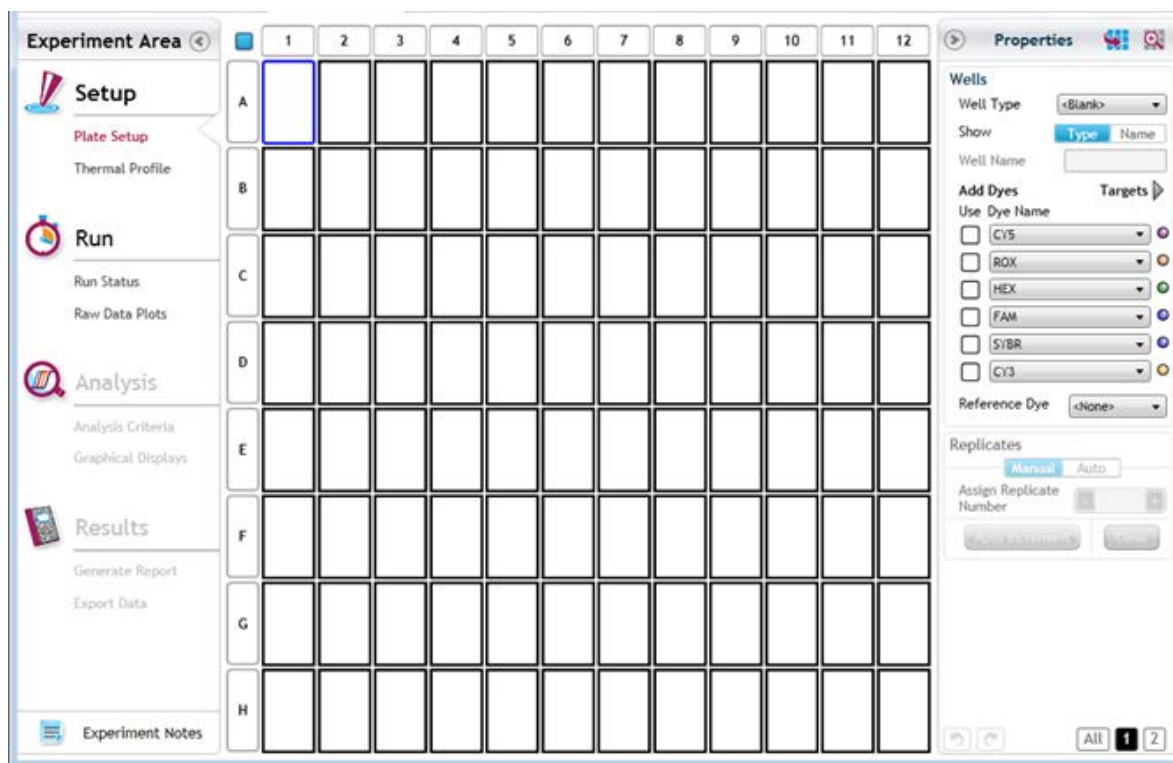 Experiment Area
Setup
Plate Setup
Thermal Profile
Run
Run Status
Raw Data Plots
Analysis
Analysis Criteria
Graphical Displays
Results
Generate Report
Export Data
Experiment Notes
1 2 3 4 5 6 7 8 9 10 11 12
A
B
C
D
E
F
G
H
Properties
Wells
Well Type <Blank>
Show Type Name
Well Name
Add Dyes Targets
Use Dye Name
CY5
ROX
HEX
FAM
SYBR
CY3
Reference Dye <None>
Replicates
Manual Auto
Assign Replicate
Number
All 1 2